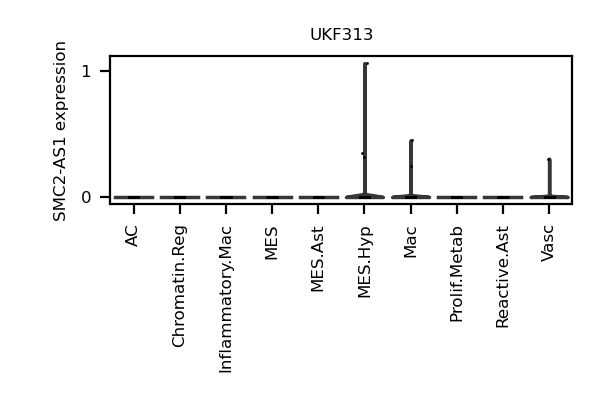 UKF313
SMC2-AS1 expression
1
0
AC
Chromatin.Reg
Inflammatory.Mac
MES
MES.Ast
MES.Hyp
Mac
Prolif.Metab
Reactive.Ast
Vasc